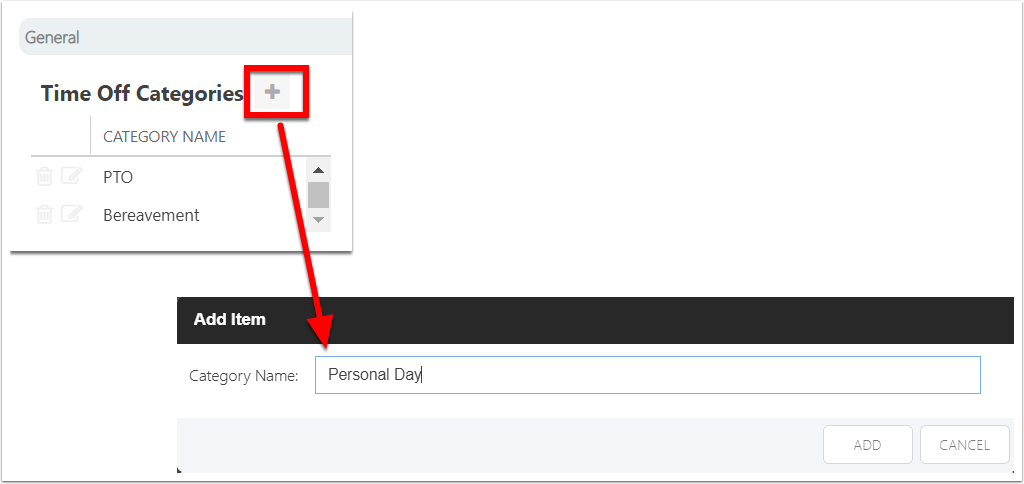 General
Time Off Categories +
CATEGORY NAME
PTO
Bereavement
Add Item
Category Name: Personal Day
ADD CANCEL